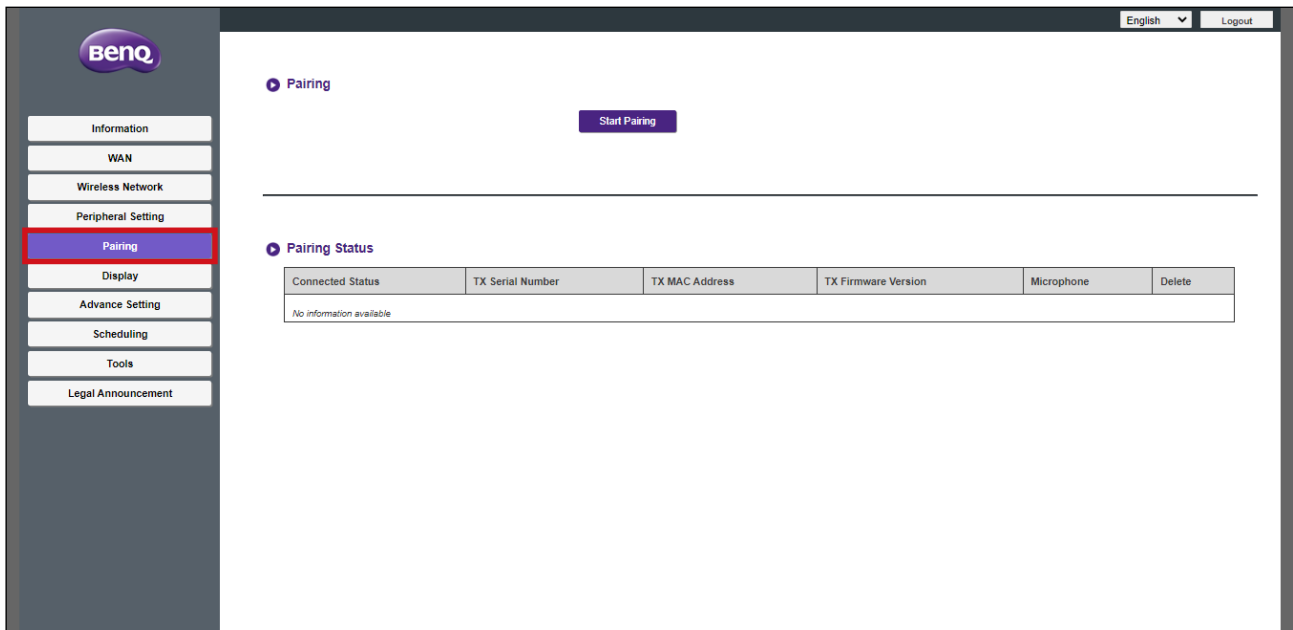 English Logout
BenQ
Pairing
Start Pairing
Information
WAN
Wireless Network
Peripheral Setting
Pairing
Display
Advance Setting
Scheduling
Tools
Legal Announcement
Pairing Status
Connected Status TX Serial Number TX MAC Address TX Firmware Version Microphone Delete
No information available